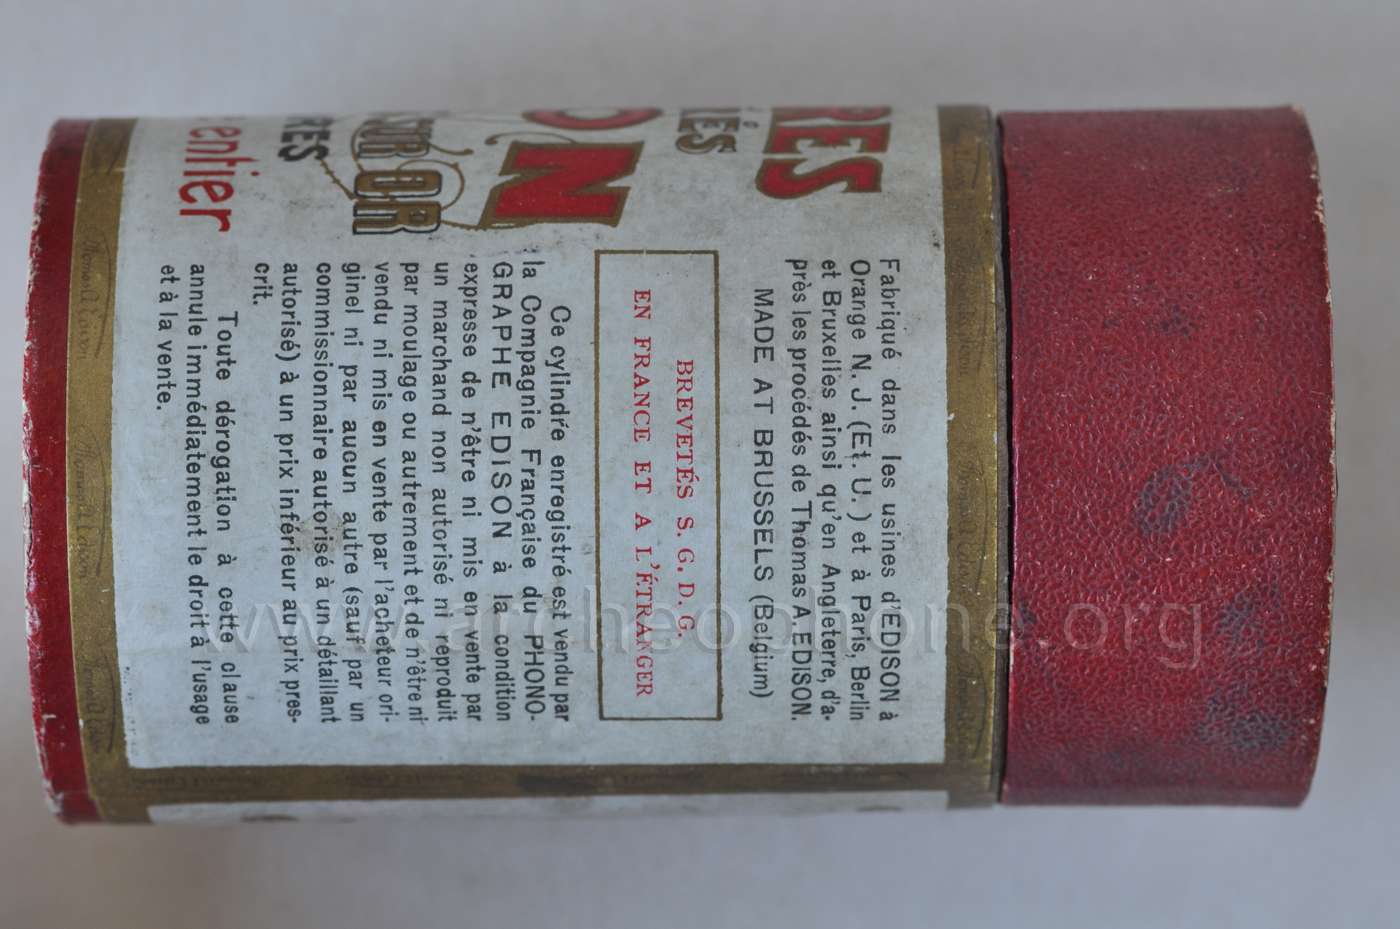 RES
RÉS
N
SUR OR
RES
entier
Fabriqué dans les usines d'EDISON à
Orange N. J. (Et. U.) et à Paris, Berlin
et Bruxelles ainsi qu'en Angleterre, d'a-
près les procédés de Thomas A. EDISON.
MADE AT BRUSSELS (Belgium)
BREVETÉS S. G. D. G.
EN FRANCE ET A L'ÉTRANGER
Ce cylindre enregistré est vendu par
la Compagnie Française du PHONO-
GRAPHE EDISON à la condition
expresse de n'être ni mis en vente par
un marchand non autorisé ni reproduit
par moulage ou autrement et de n'être ni
vendu ni mis en vente par l'acheteur ori-
ginel ni par aucun autre (sauf par un
commissionnaire autorisé à un détaillant
autorisé) à un prix inférieur au prix pres-
crit.
Toute dérogation à cette clause
annule immédiatement le droit à l'usage
et à la vente.
Thomas A Edison
www.archeophone.org